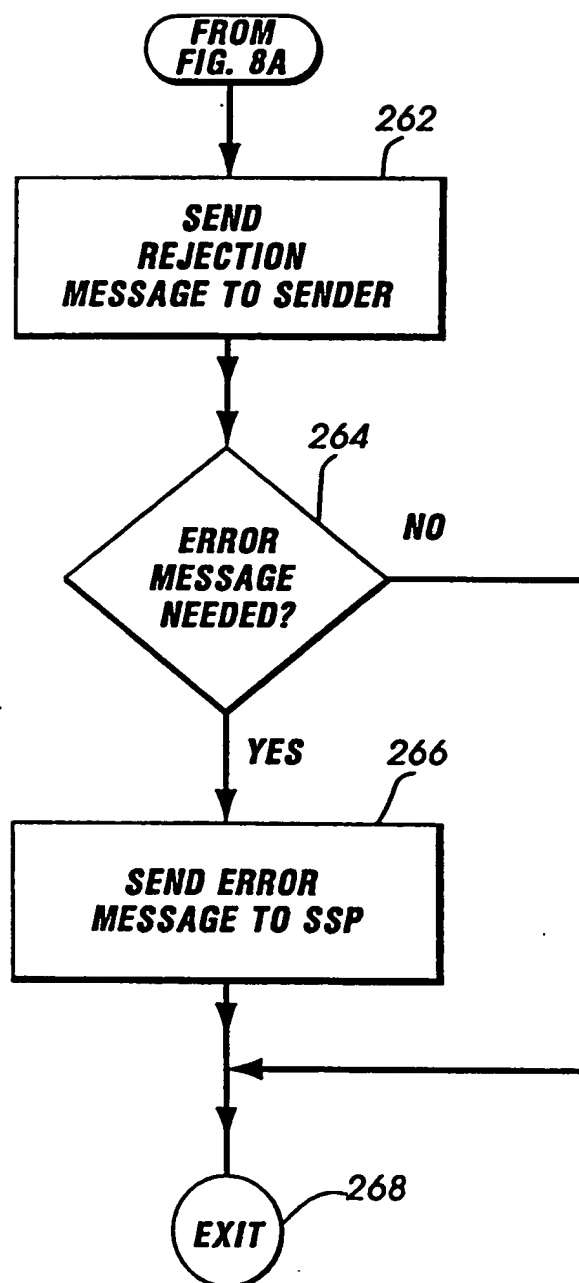 FROM
FIG. 8A
262
SEND
REJECTION
MESSAGE TO SENDER
264
ERROR
MESSAGE
NEEDED?
NO
YES
266
SEND ERROR
MESSAGE TO SSP
EXIT
268